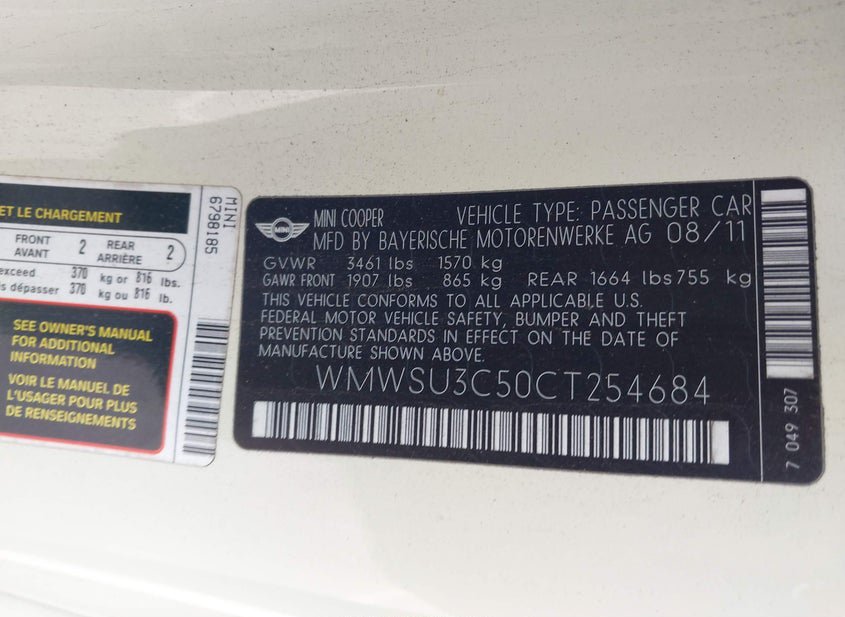 ET LE CHARGEMENT
FRONT AVANT 2 REAR ARRIÈRE 2
exceed 370 kg or 816 lbs.
s dépasser 370 kg ou 816 lb.
SEE OWNER'S MANUAL
FOR ADDITIONAL
INFORMATION
VOIR LE MANUEL DE
L'USAGER POUR PLUS
DE RENSEIGNEMENTS
MINI
6798185
MINI
MINI COOPER VEHICLE TYPE: PASSENGER CAR
MFD BY BAYERISCHE MOTORENWERKE AG 08/11
GVWR 3461 lbs 1570 kg
GAWR FRONT 1907 lbs 865 kg REAR 1664 lbs 755 kg
THIS VEHICLE CONFORMS TO ALL APPLICABLE U.S.
FEDERAL MOTOR VEHICLE SAFETY, BUMPER AND THEFT
PREVENTION STANDARDS IN EFFECT ON THE DATE OF
MANUFACTURE SHOWN ABOVE.
WMWSU3C50CT254684
7 049 307